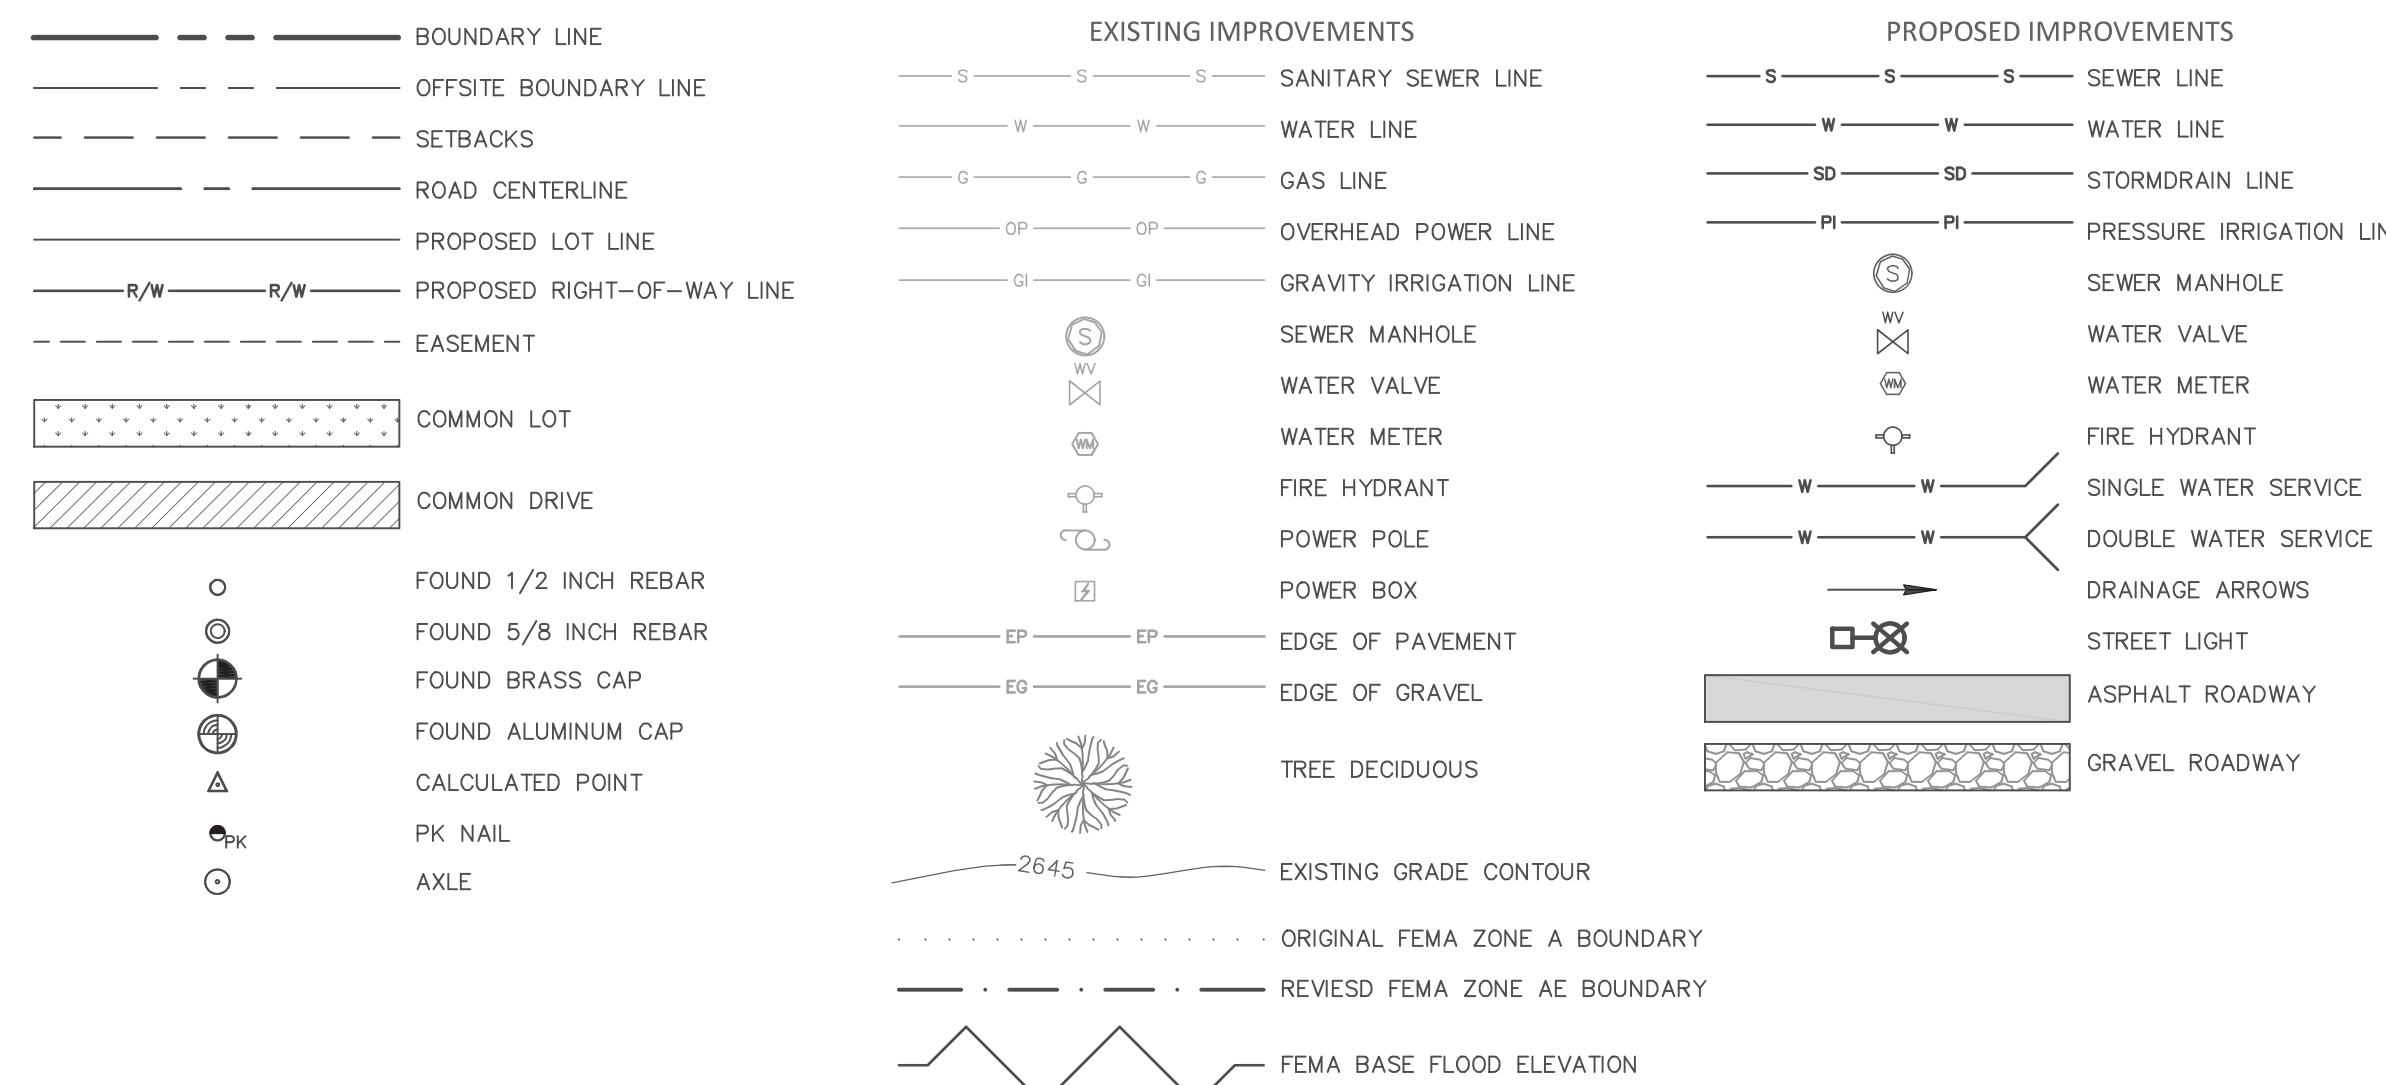 BOUNDARY LINE
OFFSITE BOUNDARY LINE
SETBACKS
ROAD CENTERLINE
PROPOSED LOT LINE
R/W R/W PROPOSED RIGHT-OF-WAY LINE
EASEMENT
COMMON LOT
COMMON DRIVE
FOUND 1/2 INCH REBAR
FOUND 5/8 INCH REBAR
FOUND BRASS CAP
FOUND ALUMINUM CAP
CALCULATED POINT
PK PK NAIL
AXLE
EXISTING IMPROVEMENTS
S S S SANITARY SEWER LINE
W W WATER LINE
G G G GAS LINE
OP OP OVERHEAD POWER LINE
GI GI GRAVITY IRRIGATION LINE
S SEWER MANHOLE
WV
WATER VALVE
WM WATER METER
FIRE HYDRANT
POWER POLE
POWER BOX
EP EP EDGE OF PAVEMENT
EG EG EDGE OF GRAVEL
TREE DECIDUOUS
2645 EXISTING GRADE CONTOUR
ORIGINAL FEMA ZONE A BOUNDARY
REVIESD FEMA ZONE AE BOUNDARY
FEMA BASE FLOOD ELEVATION
PROPOSED IMPROVEMENTS
S S S SEWER LINE
W W WATER LINE
SD SD STORMDRAIN LINE
PI PI PRESSURE IRRIGATION
S SEWER MANHOLE
WV
WATER VALVE
WM WATER METER
FIRE HYDRANT
W W SINGLE WATER SERVICE
W W DOUBLE WATER SERVICE
DRAINAGE ARROWS
STREET LIGHT
ASPHALT ROADWAY
GRAVEL ROADWAY